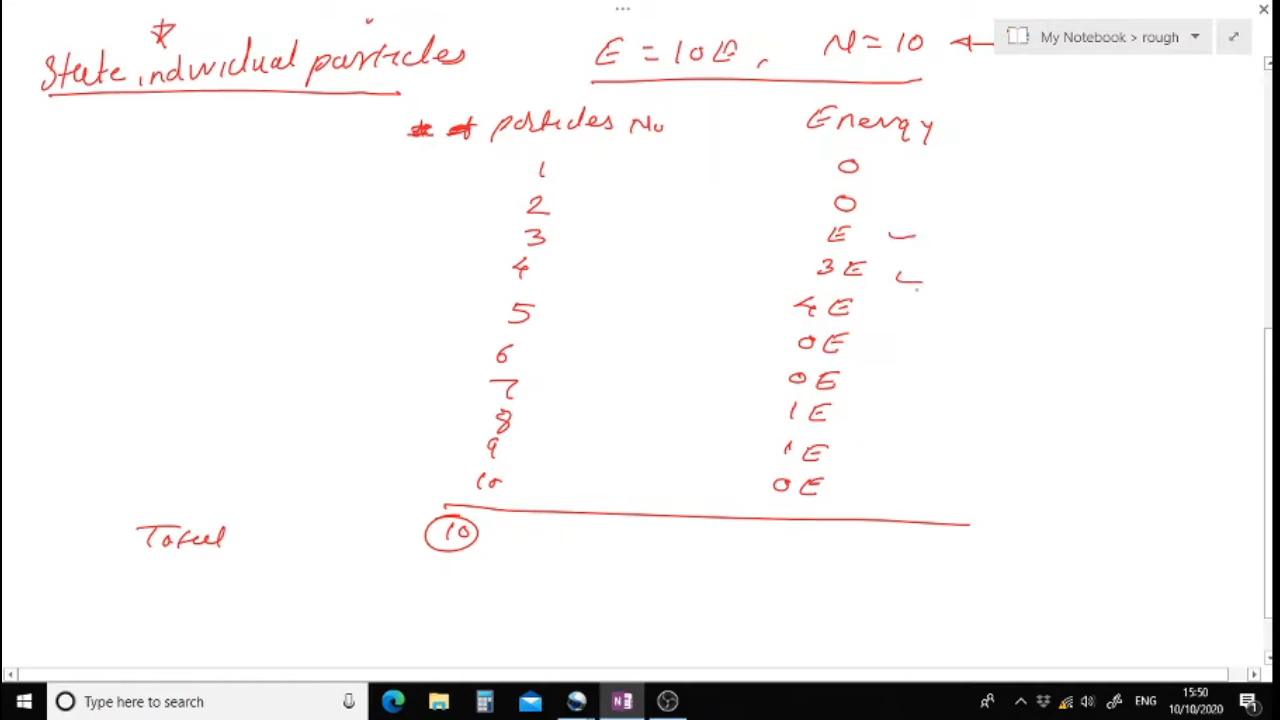 State individual particles E = 10E, N = 10
My Notebook > rough
particles No Energy
1 0
2 0
3 E
4 3E
5 4E
6 0E
7 0E
8 1E
9 1E
10 0E
Total 10
Type here to search
ENG
15:50
10/10/2020
1